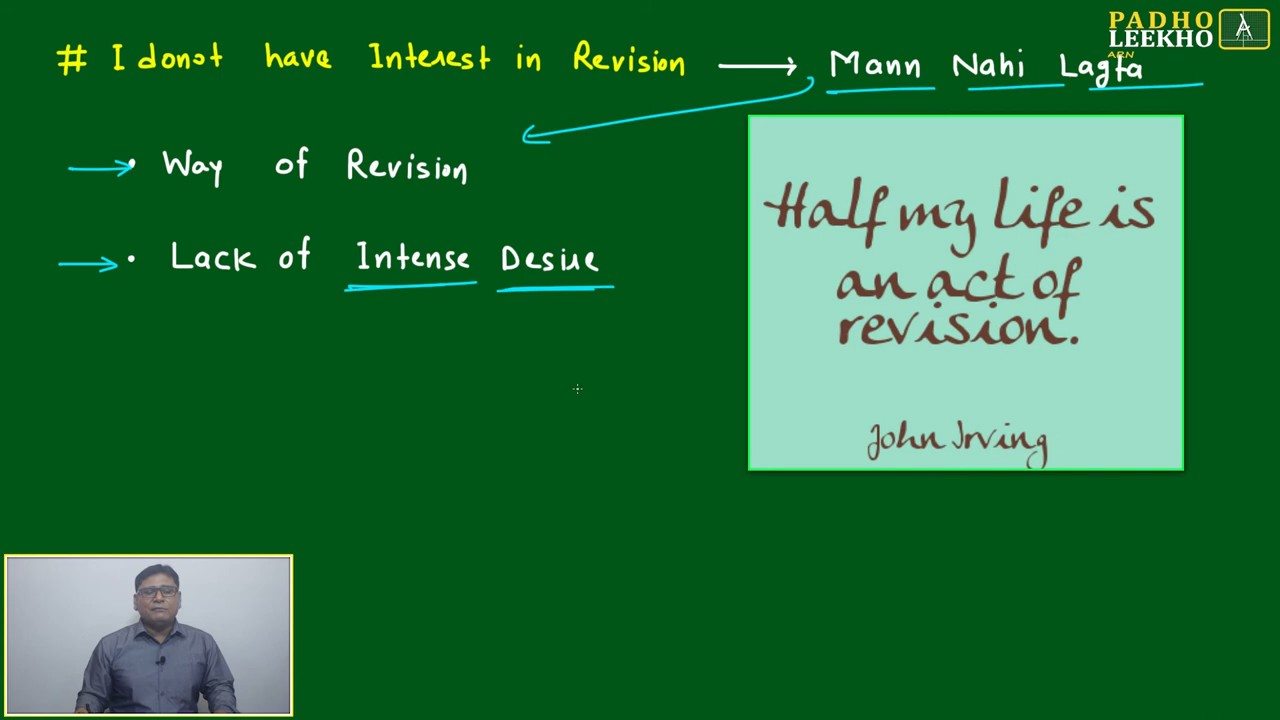 # I donot have Interest in Revision → Mann Nahi Lagta
PADHO
LEEKHO
ARN
• Way of Revision
• Lack of Intense Desire
Half my life is
an act of
revision.
John Irving